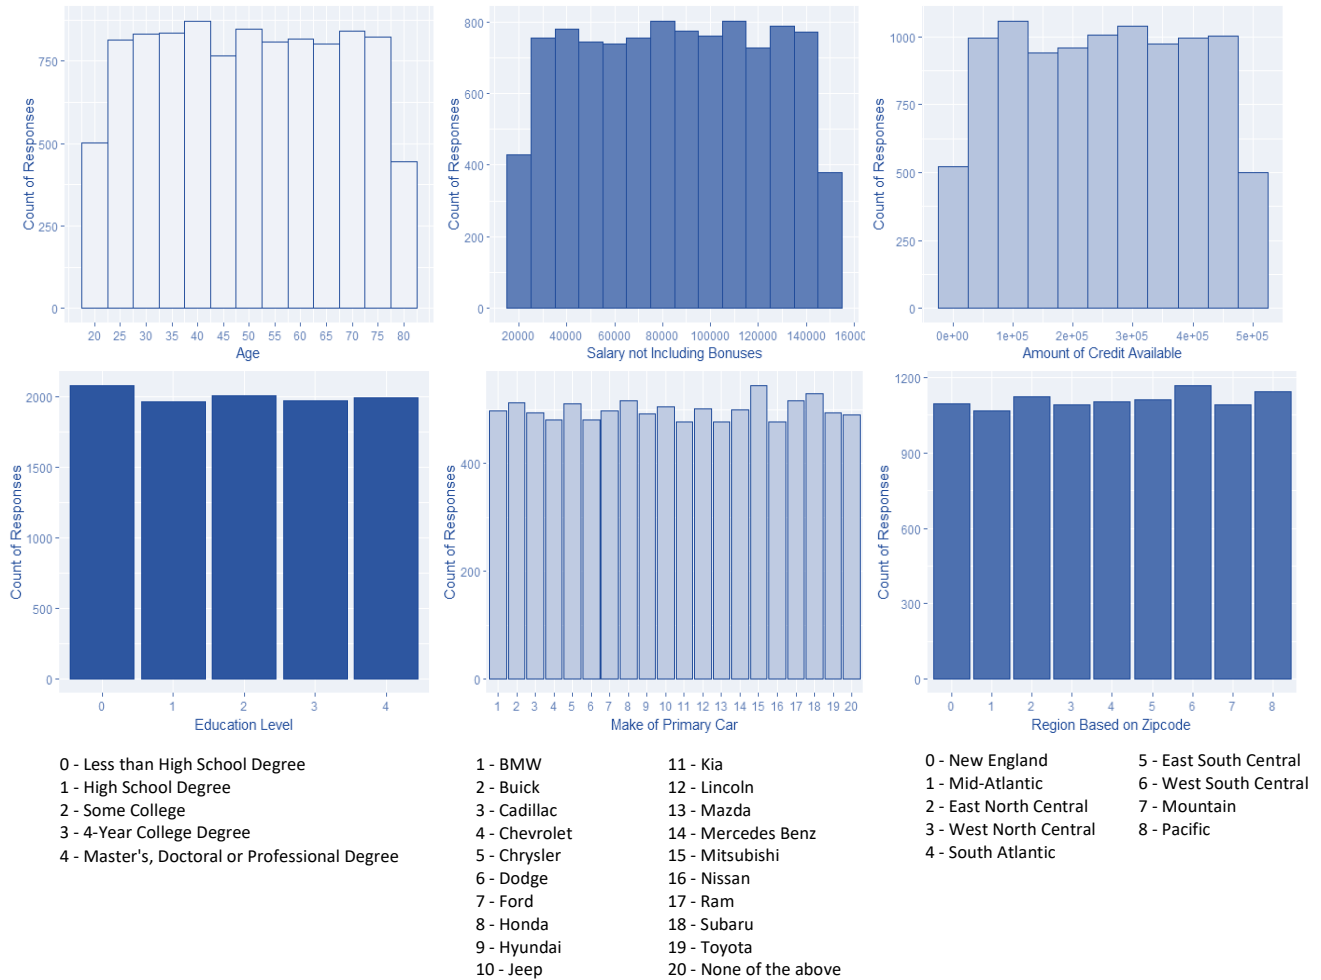 750
500
250
0
Count of Responses
20 25 30 35 40 45 50 55 60 65 70 75 80
Age
800
600
400
200
0
Count of Responses
20000 40000 60000 80000 100000 120000 140000 16000
Salary not Including Bonuses
1000
750
500
250
0
Count of Responses
0e+00 1e+05 2e+05 3e+05 4e+05 5e+05
Amount of Credit Available
2000
1500
1000
500
0
Count of Responses
0 1 2 3 4
Education Level
400
200
0
Count of Responses
1 2 3 4 5 6 7 8 9 10 11 12 13 14 15 16 17 18 19 20
Make of Primary Car
1200
900
600
300
0
Count of Responses
0 1 2 3 4 5 6 7 8
Region Based on Zipcode
0 - Less than High School Degree
1 - High School Degree
2 - Some College
3 - 4-Year College Degree
4 - Master's, Doctoral or Professional Degree
1 - BMW
2 - Buick
3 - Cadillac
4 - Chevrolet
5 - Chrysler
6 - Dodge
7 - Ford
8 - Honda
9 - Hyundai
10 - Jeep
11 - Kia
12 - Lincoln
13 - Mazda
14 - Mercedes Benz
15 - Mitsubishi
16 - Nissan
17 - Ram
18 - Subaru
19 - Toyota
20 - None of the above
0 - New England
1 - Mid-Atlantic
2 - East North Central
3 - West North Central
4 - South Atlantic
5 - East South Central
6 - West South Central
7 - Mountain
8 - Pacific